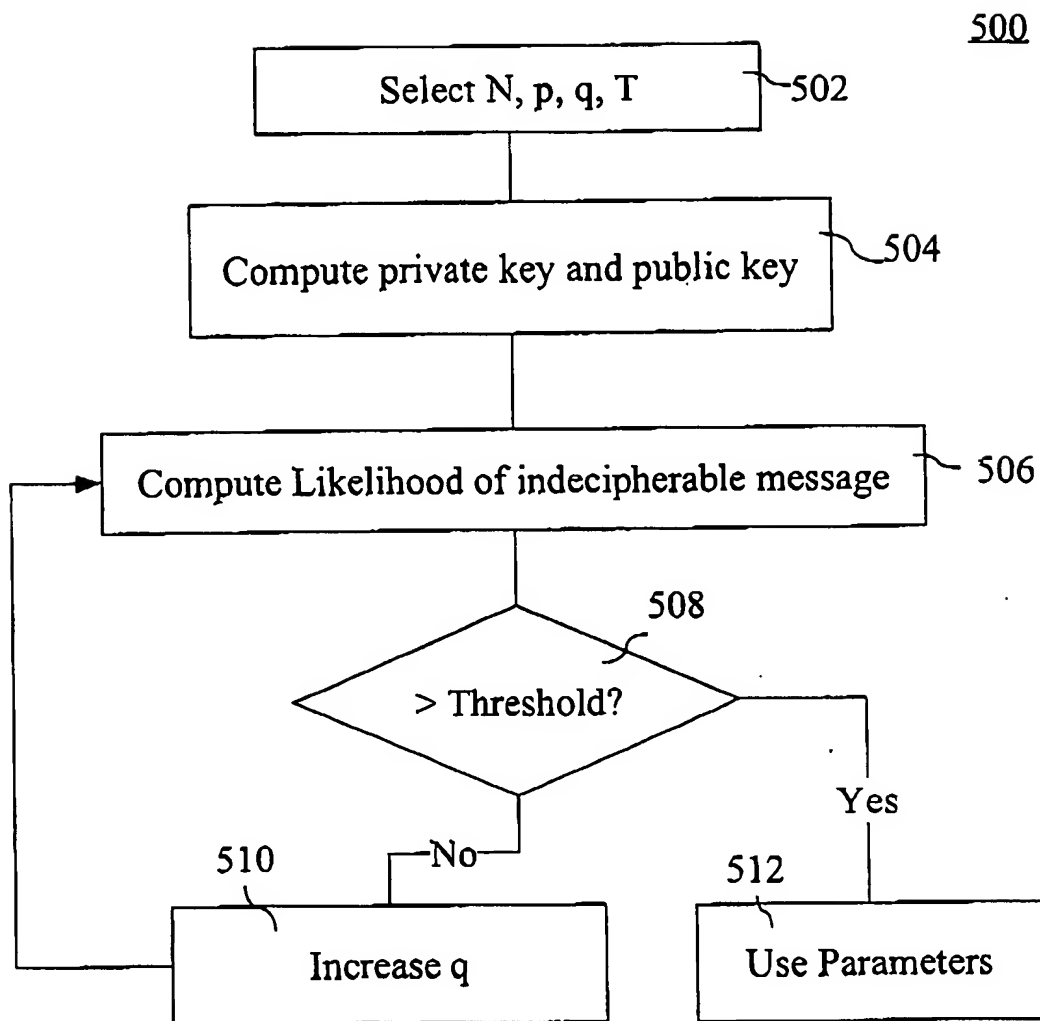 500
Select N, p, q, T
502
Compute private key and public key
504
Compute Likelihood of indecipherable message
506
508
> Threshold?
Yes
No
510
512
Increase q
Use Parameters